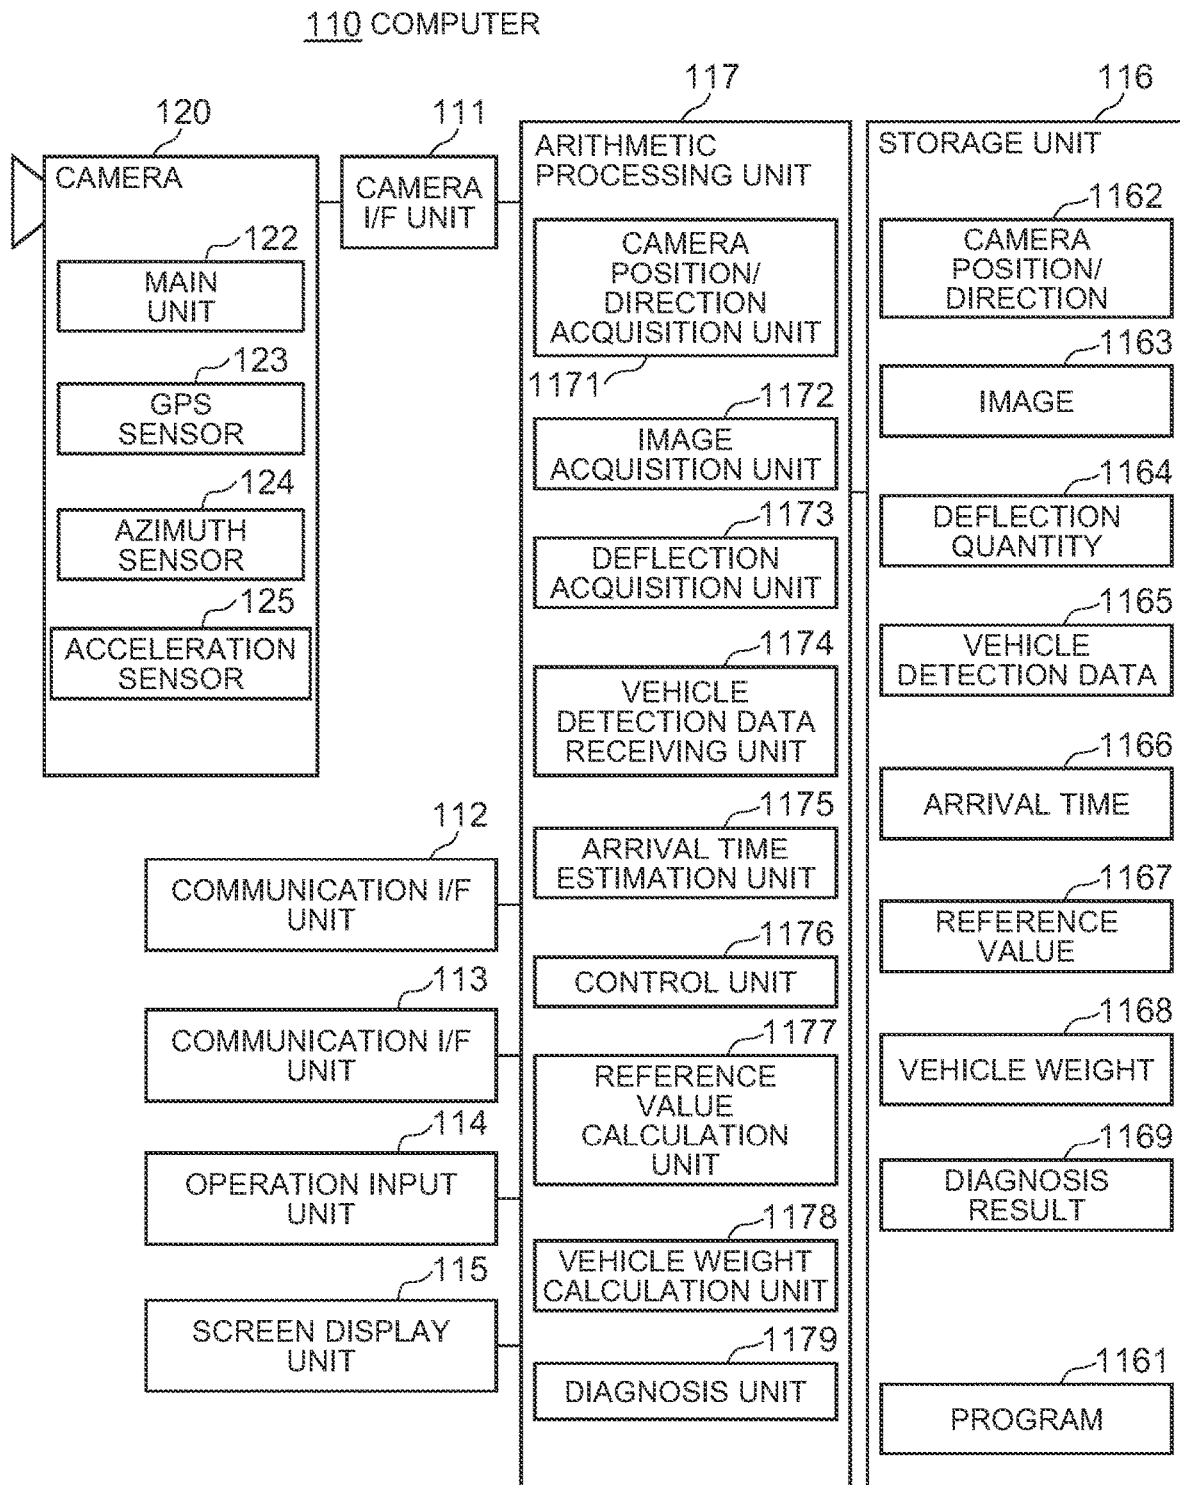 110 COMPUTER
120
CAMERA
122
MAIN
UNIT
123
GPS
SENSOR
124
AZIMUTH
SENSOR
125
ACCELERATION
SENSOR
111
CAMERA
I/F UNIT
112
COMMUNICATION I/F
UNIT
113
COMMUNICATION I/F
UNIT
114
OPERATION INPUT
UNIT
115
SCREEN DISPLAY
UNIT
117
ARITHMETIC
PROCESSING UNIT
CAMERA
POSITION/
DIRECTION
ACQUISITION UNIT
1171
1172
IMAGE
ACQUISITION UNIT
1173
DEFLECTION
ACQUISITION UNIT
1174
VEHICLE
DETECTION DATA
RECEIVING UNIT
1175
ARRIVAL TIME
ESTIMATION UNIT
1176
CONTROL UNIT
1177
REFERENCE
VALUE
CALCULATION
UNIT
1178
VEHICLE WEIGHT
CALCULATION UNIT
1179
DIAGNOSIS UNIT
116
STORAGE UNIT
1162
CAMERA
POSITION/
DIRECTION
1163
IMAGE
1164
DEFLECTION
QUANTITY
1165
VEHICLE
DETECTION DATA
1166
ARRIVAL TIME
1167
REFERENCE
VALUE
1168
VEHICLE WEIGHT
1169
DIAGNOSIS
RESULT
1161
PROGRAM